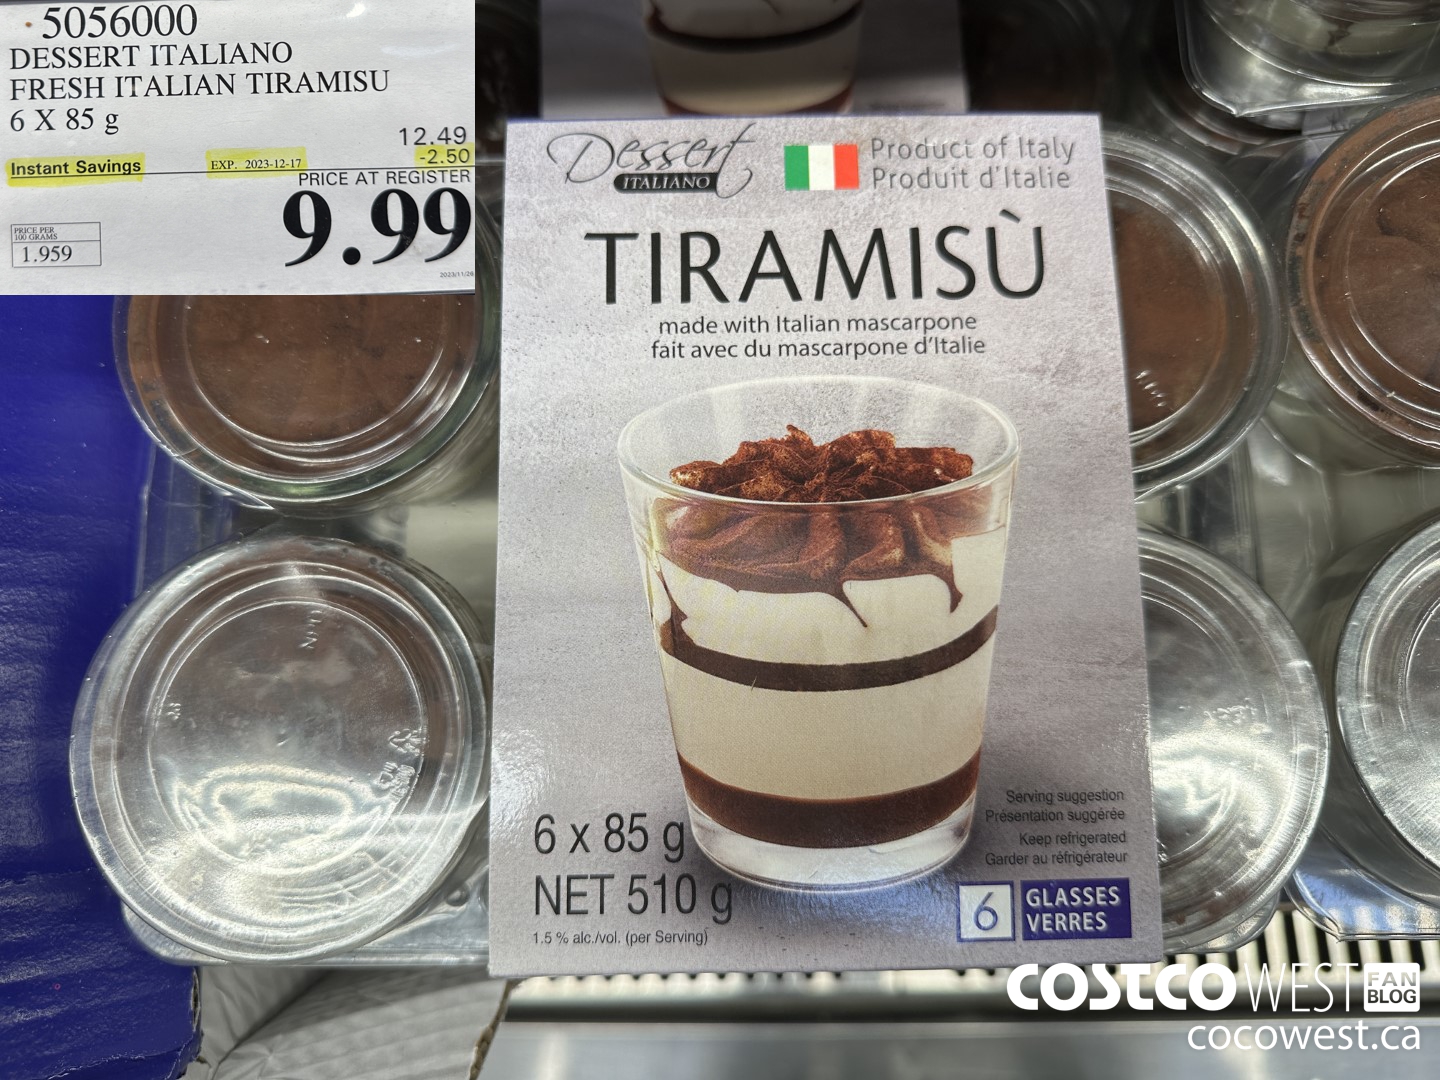 5056000
DESSERT ITALIANO
FRESH ITALIAN TIRAMISU
6 X 85 g
12.49
Instant Savings EXP. 2023-12-17 -2.50
PRICE AT REGISTER
9.99
PRICE PER
100 GRAMS
1.959
2023/11/28
Dessert
ITALIANO
Product of Italy
Produit d'Italie
TIRAMISÙ
made with Italian mascarpone
fait avec du mascarpone d'Italie
Serving suggestion
Présentation suggérée
Keep refrigerated
Garder au réfrigérateur
6 x 85 g
NET 510 g
1.5 % alc./vol. (per Serving)
6 GLASSES
VERRES
COSTCO WEST FAN BLOG
cocowest.ca